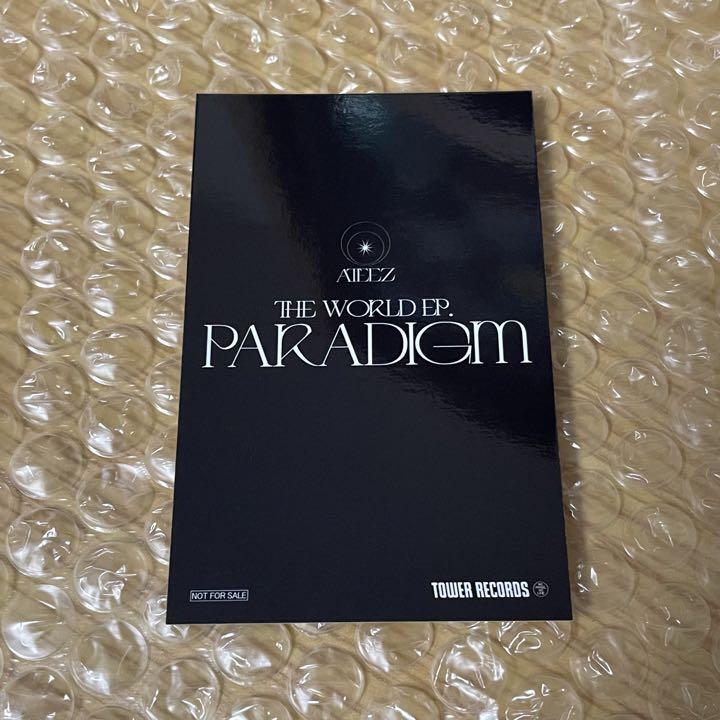 ATEEZ
THE WORLD EP.
PARADIGM
NOT FOR SALE
TOWER RECORDS